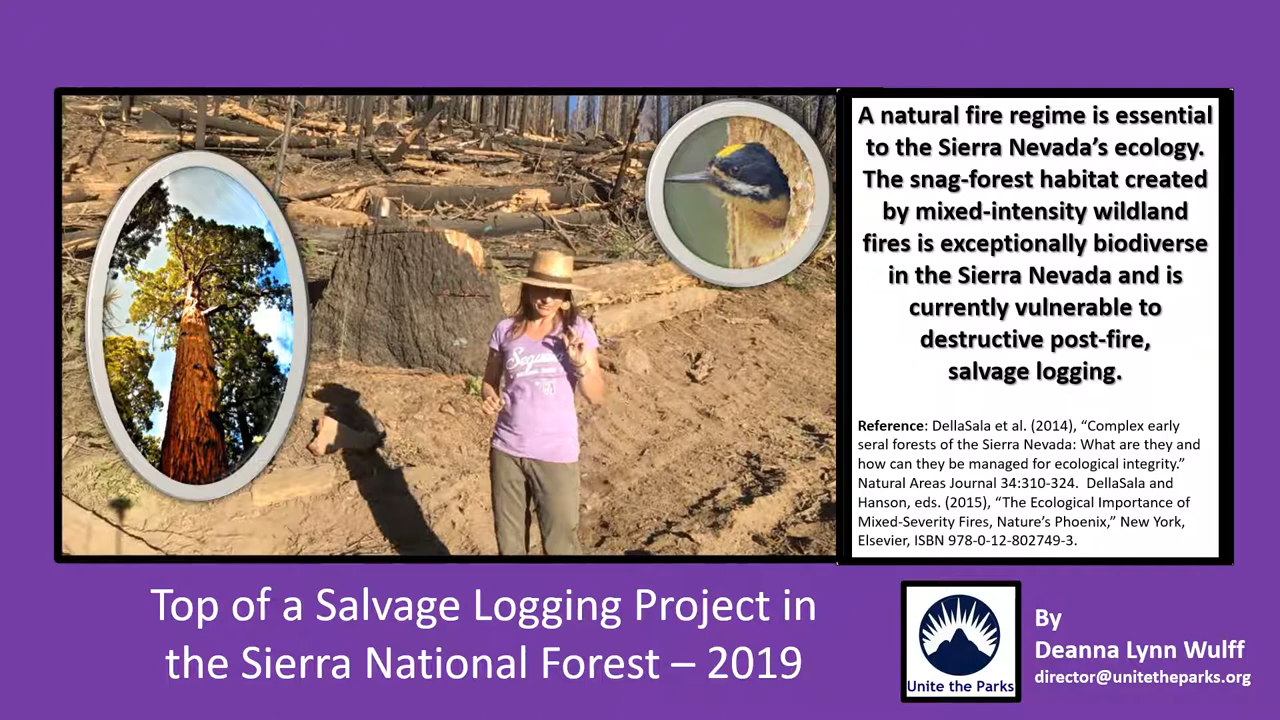 A natural fire regime is essential
to the Sierra Nevada’s ecology.
The snag-forest habitat created
by mixed-intensity wildland
fires is exceptionally biodiverse
in the Sierra Nevada and is
currently vulnerable to
destructive post-fire,
salvage logging.
Reference: DellaSala et al. (2014), “Complex early
seral forests of the Sierra Nevada: What are they and
how can they be managed for ecological integrity.”
Natural Areas Journal 34:310-324.  DellaSala and
Hanson, eds. (2015), “The Ecological Importance of
Mixed-Severity Fires, Nature’s Phoenix,” New York,
Elsevier, ISBN 978-0-12-802749-3.
Top of a Salvage Logging Project in
the Sierra National Forest – 2019
Unite the Parks
By
Deanna Lynn Wulff
director@unitetheparks.org